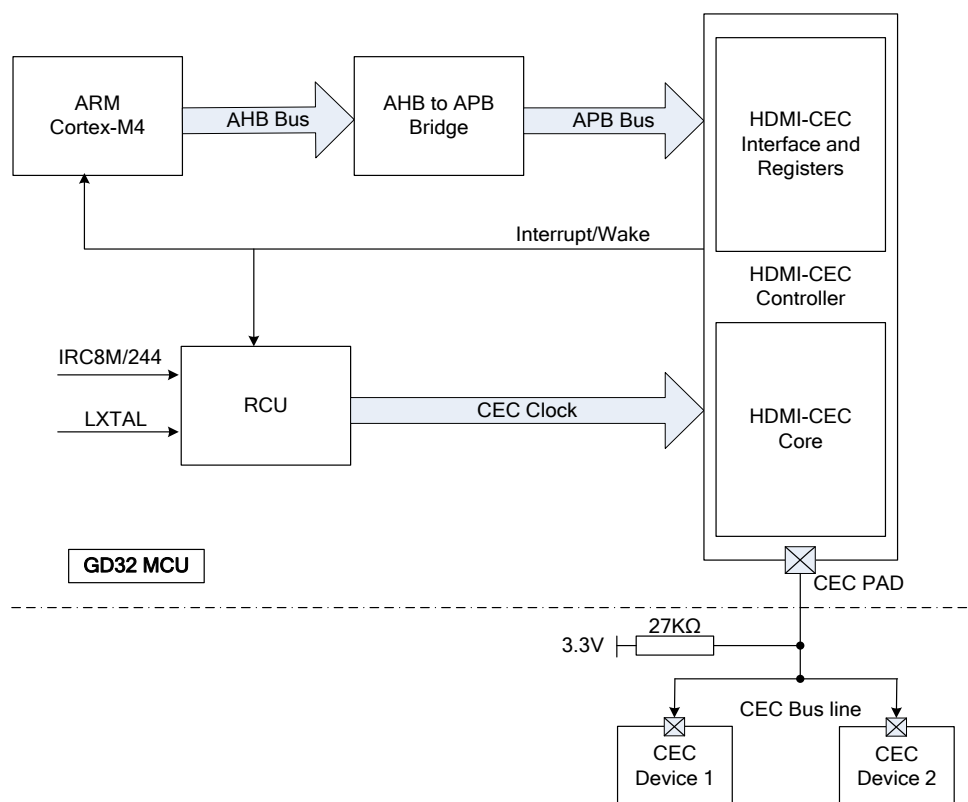 ARM
Cortex-M4
AHB Bus
AHB to APB
Bridge
APB Bus
HDMI-CEC
Interface and
Registers
Interrupt/Wake
HDMI-CEC
Controller
IRC8M/244
LXTAL
RCU
CEC Clock
HDMI-CEC
Core
GD32 MCU
CEC PAD
3.3V
27KΩ
CEC Bus line
CEC
Device 1
CEC
Device 2